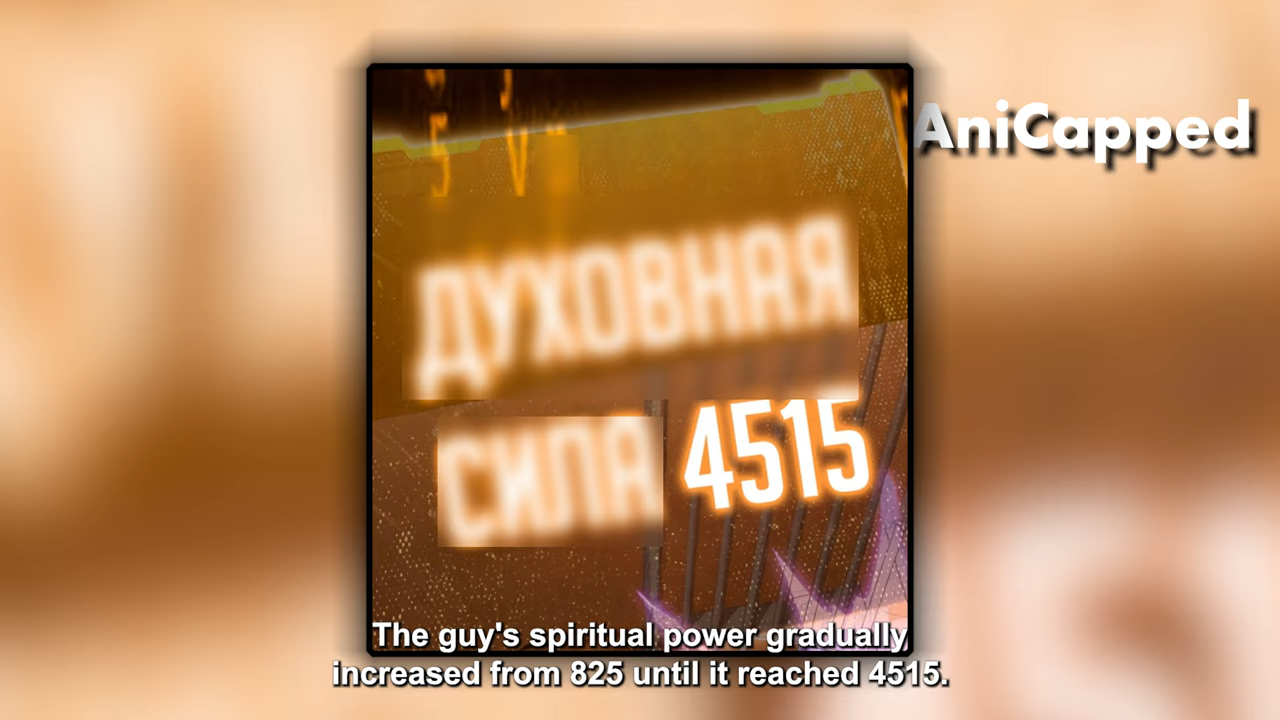 AniCapped
ДУХОВНАЯ
СИЛА 4515
The guy's spiritual power gradually
increased from 825 until it reached 4515.